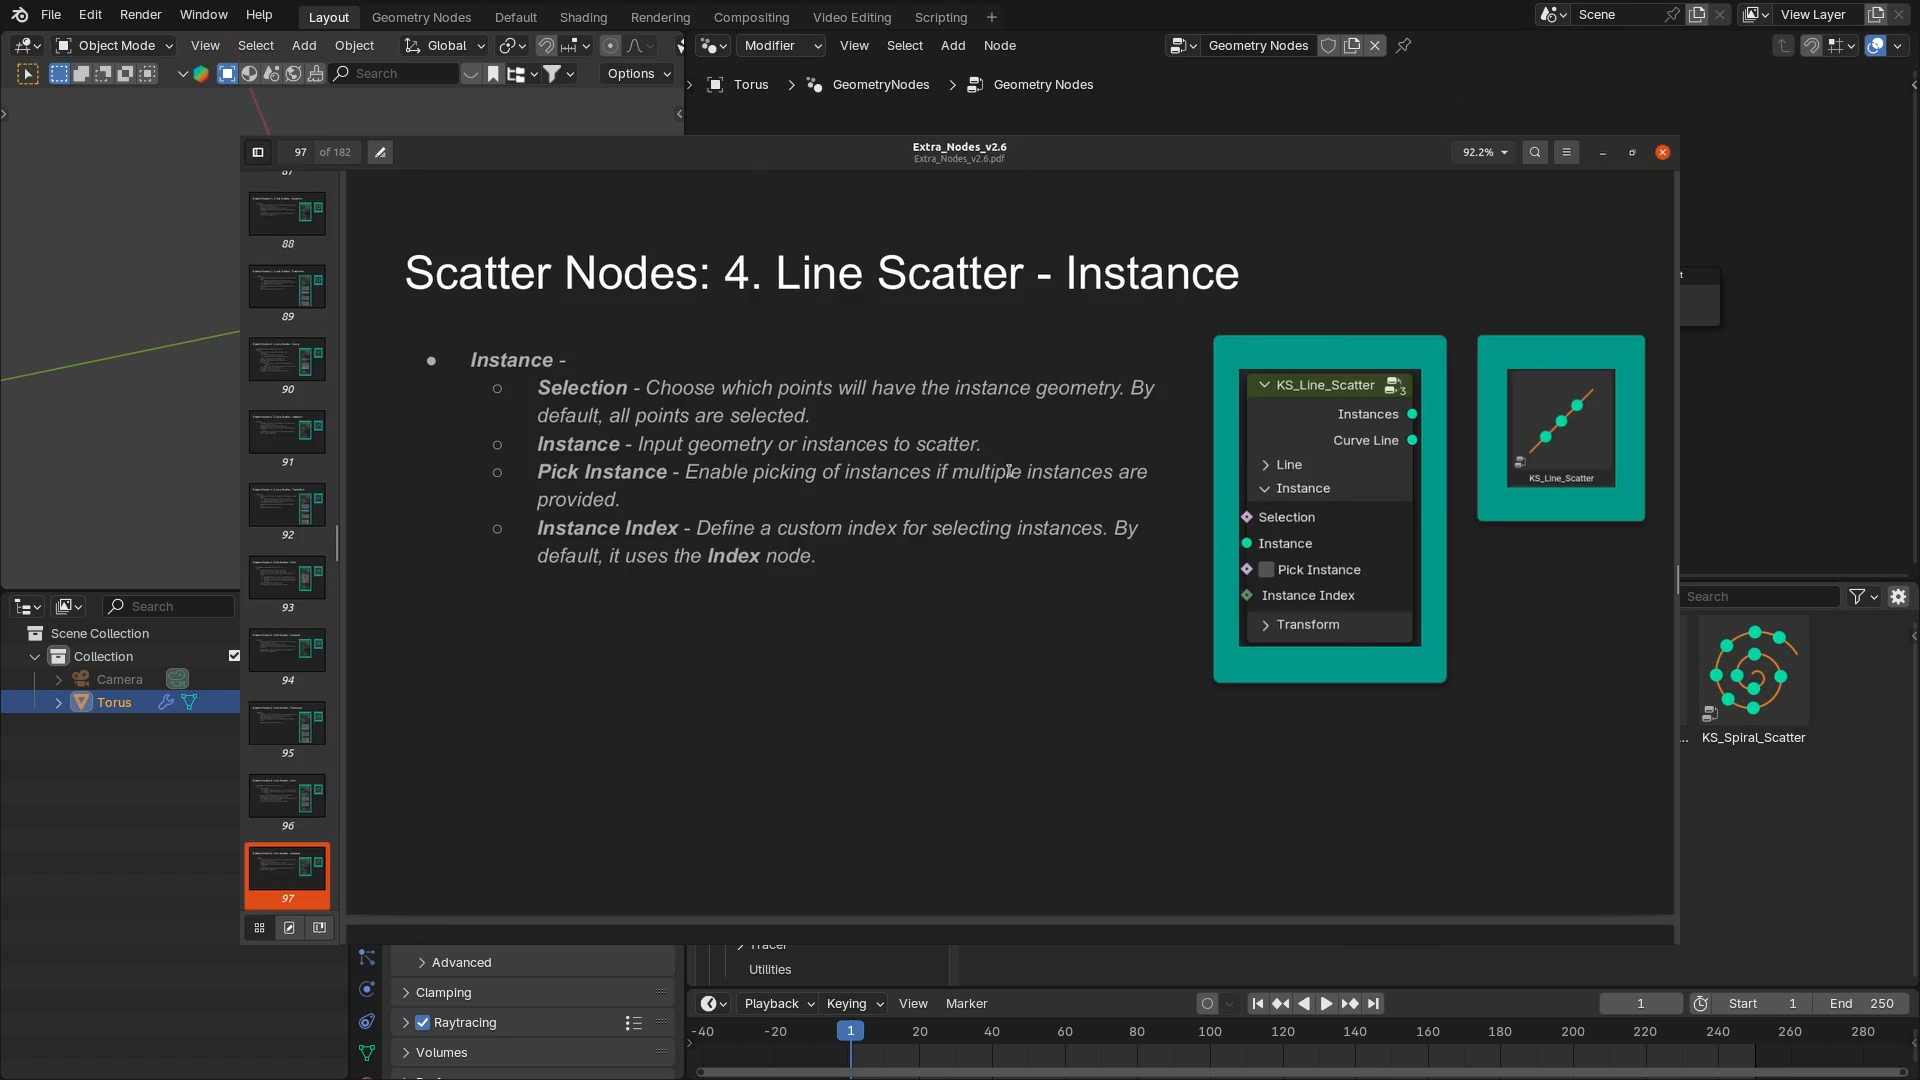 File Edit Render Window Help Layout Geometry Nodes Default Shading Rendering Compositing Video Editing Scripting + Scene View Layer
Object Mode View Select Add Object Global Modifier View Select Add Node Geometry Nodes
Search Options
Torus > GeometryNodes > Geometry Nodes
97 of 182
Extra_Nodes_v2.6
Extra_Nodes_v2.6.pdf
92.2%
87
88
89
90
91
92
93
94
95
96
97
Scatter Nodes: 4. Line Scatter - Instance
Instance -
Selection - Choose which points will have the instance geometry. By
default, all points are selected.
Instance - Input geometry or instances to scatter.
Pick Instance - Enable picking of instances if multiple instances are
provided.
Instance Index - Define a custom index for selecting instances. By
default, it uses the Index node.
KS_Line_Scatter 3
Instances
Curve Line
Line
Instance
Selection
Instance
Pick Instance
Instance Index
Transform
KS_Line_Scatter
Search
Scene Collection
Collection
Camera
Torus
Search
... KS_Spiral_Scatter
Advanced
Clamping
Raytracing
Volumes
Tracer
Utilities
Playback Keying View Marker 1 Start 1 End 250
-40 -20 1 20 40 60 80 100 120 140 160 180 200 220 240 260 280